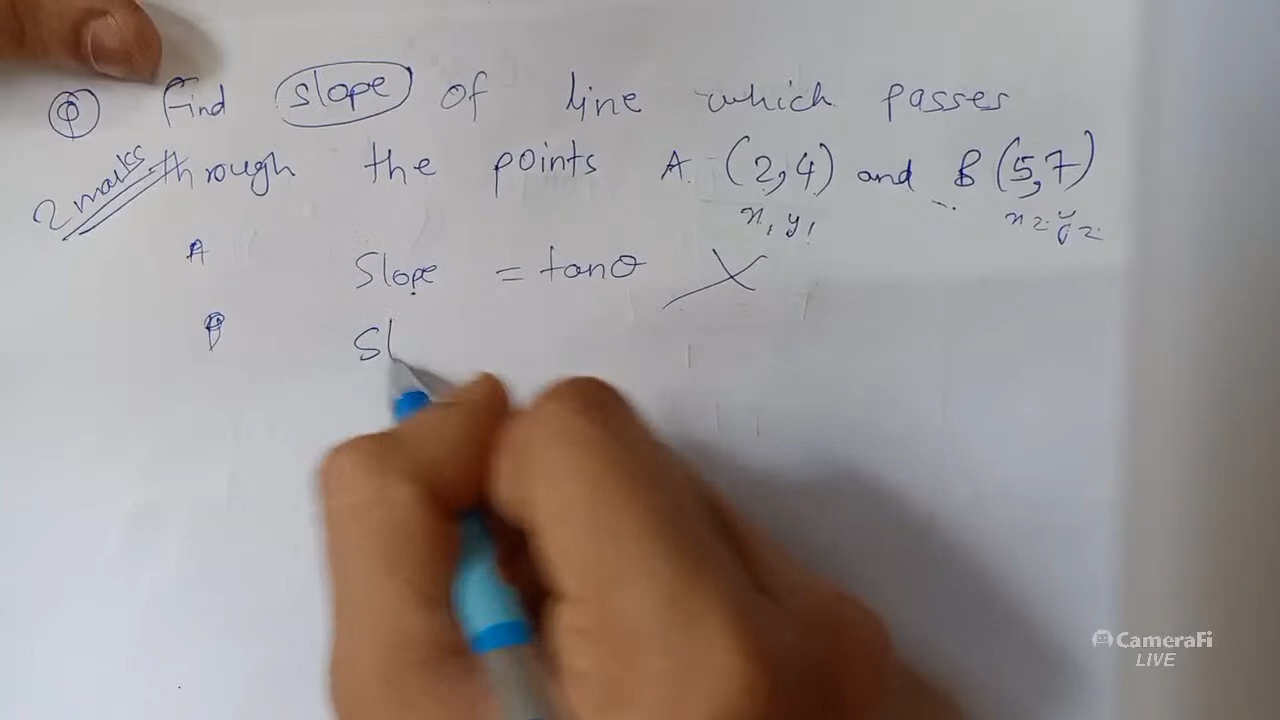 Q Find slope of line which passes
2 marks through the points A (2,4) and B (5,7)
x1 y1 x2 y2
A Slope = tanθ X
Sl
CameraFi
LIVE